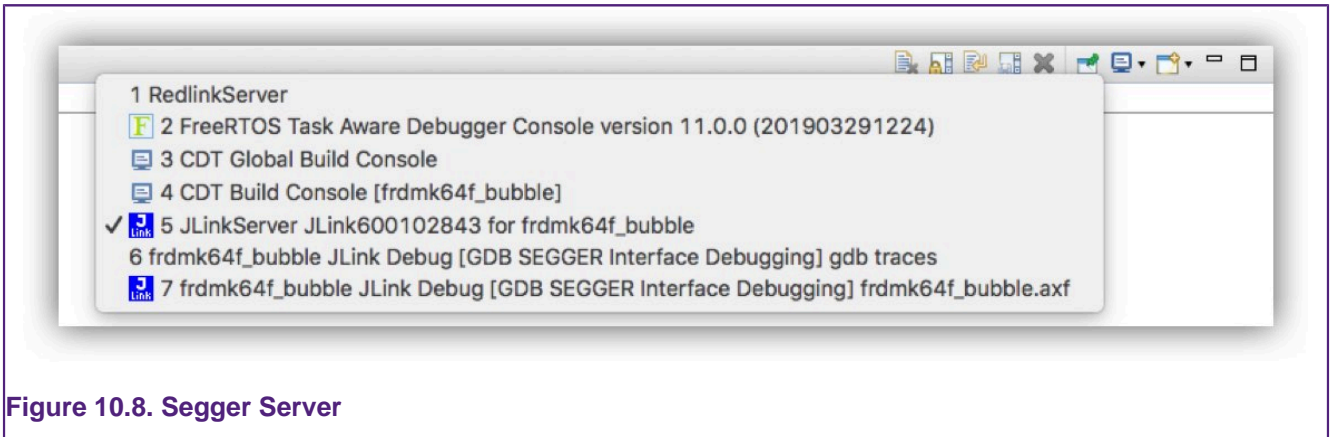 1 RedlinkServer
F 2 FreeRTOS Task Aware Debugger Console version 11.0.0 (201903291224)
3 CDT Global Build Console
4 CDT Build Console [frdmk64f_bubble]
✓ J Link 5 JLinkServer JLink600102843 for frdmk64f_bubble
6 frdmk64f_bubble JLink Debug [GDB SEGGER Interface Debugging] gdb traces
J Link 7 frdmk64f_bubble JLink Debug [GDB SEGGER Interface Debugging] frdmk64f_bubble.axf
Figure 10.8. Segger Server